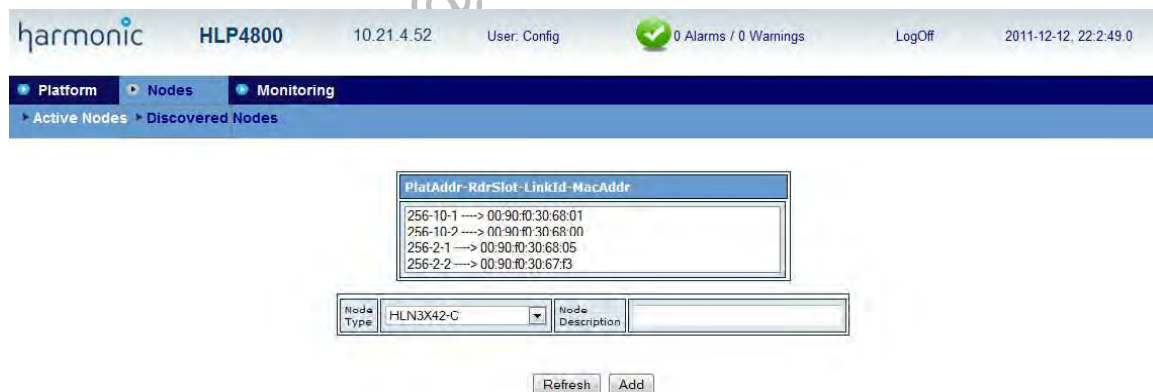 harmonic HLP4800 10.21.4.52 User: Config 0 Alarms / 0 Warnings LogOff 2011-12-12, 22:2:49.0
Platform Nodes Monitoring
Active Nodes Discovered Nodes
PlatAddr-RdrSlot-LinkId-MacAddr
256-10-1 ----> 00:90:f0:30:68:01
256-10-2 ----> 00:90:f0:30:68:00
256-2-1 ----> 00:90:f0:30:68:05
256-2-2 ----> 00:90:f0:30:67:f3
Node Type HLN3X42-C Node Description
Refresh Add